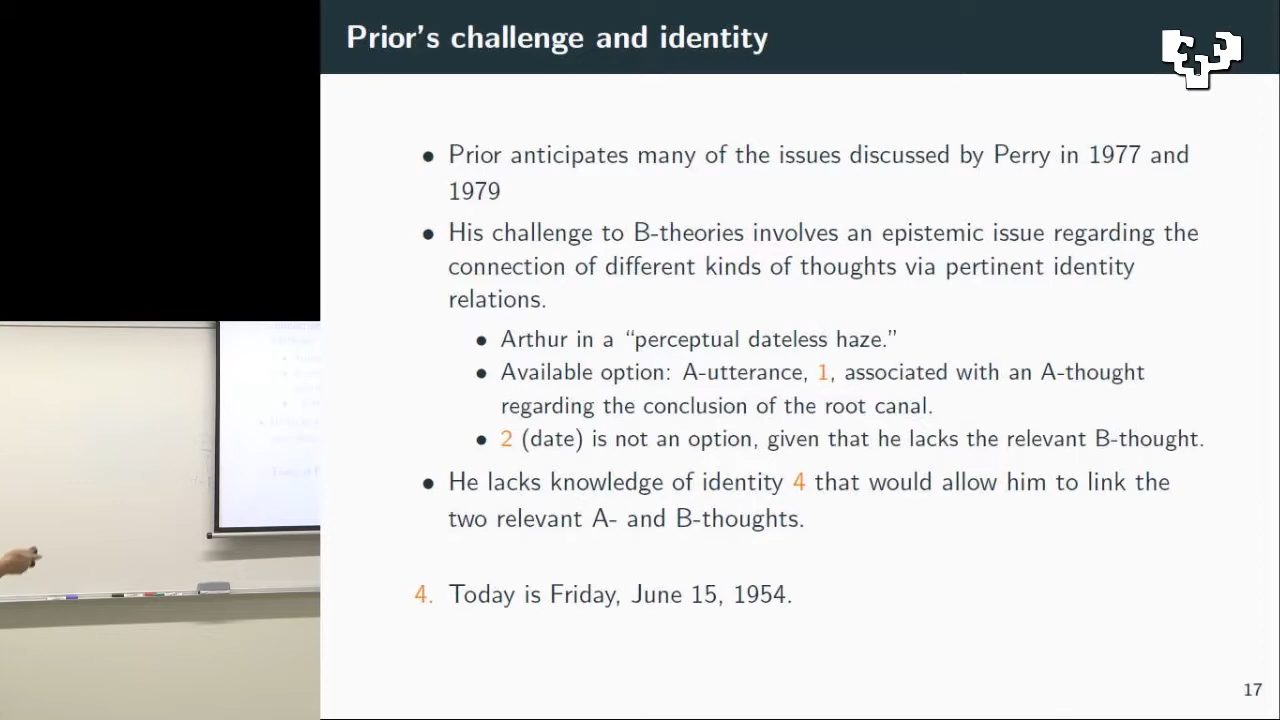 Prior's challenge and identity
• Prior anticipates many of the issues discussed by Perry in 1977 and
1979
• His challenge to B-theories involves an epistemic issue regarding the
connection of different kinds of thoughts via pertinent identity
relations.
• Arthur in a “perceptual dateless haze.”
• Available option: A-utterance, 1, associated with an A-thought
regarding the conclusion of the root canal.
• 2 (date) is not an option, given that he lacks the relevant B-thought.
• He lacks knowledge of identity 4 that would allow him to link the
two relevant A- and B-thoughts.
4. Today is Friday, June 15, 1954.
17